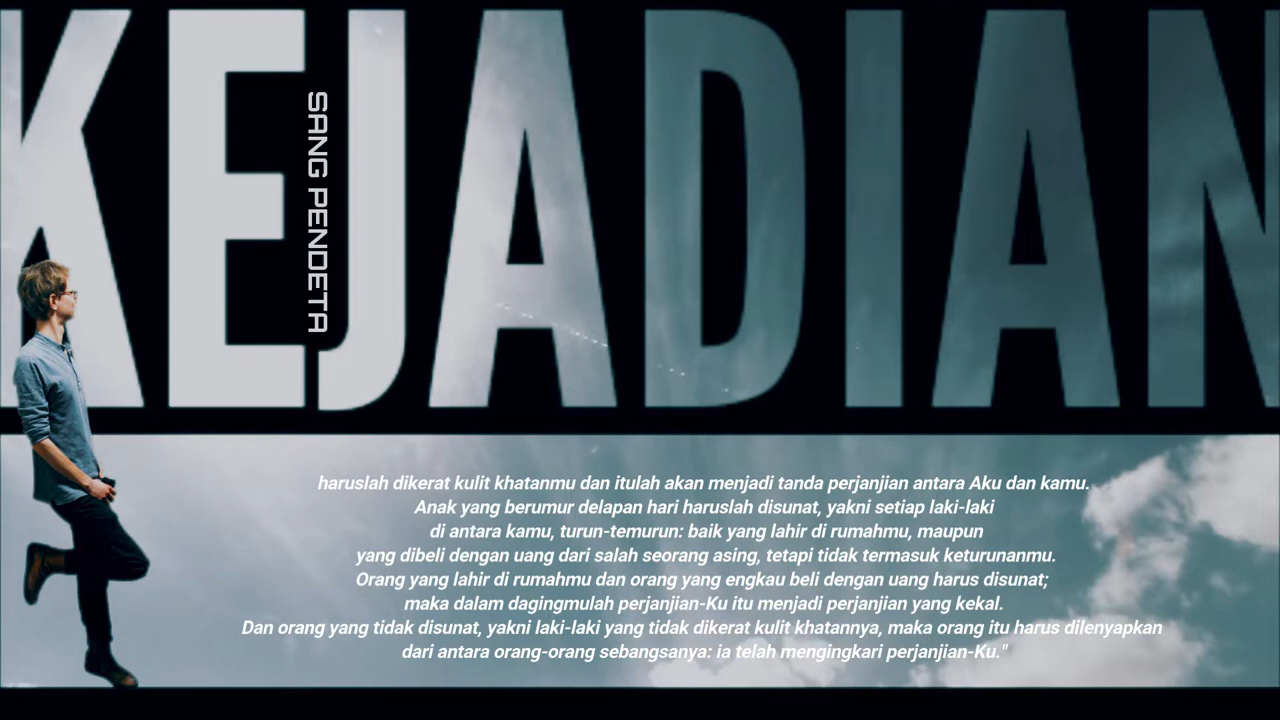 KEJADIAN
SANG PENDETA
haruslah dikerat kulit khatanmu dan itulah akan menjadi tanda perjanjian antara Aku dan kamu.
Anak yang berumur delapan hari haruslah disunat, yakni setiap laki-laki
di antara kamu, turun-temurun: baik yang lahir di rumahmu, maupun
yang dibeli dengan uang dari salah seorang asing, tetapi tidak termasuk keturunanmu.
Orang yang lahir di rumahmu dan orang yang engkau beli dengan uang harus disunat;
maka dalam dagingmulah perjanjian-Ku itu menjadi perjanjian yang kekal.
Dan orang yang tidak disunat, yakni laki-laki yang tidak dikerat kulit khatannya, maka orang itu harus dilenyapkan
dari antara orang-orang sebangsanya: ia telah mengingkari perjanjian-Ku."